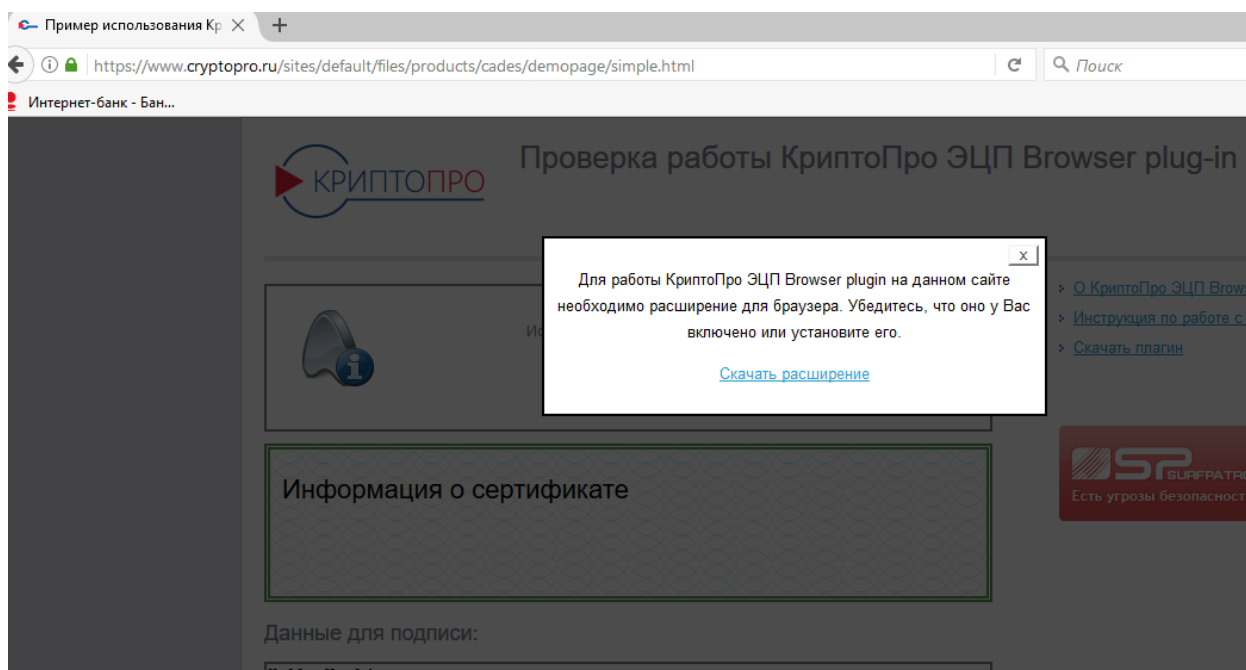 Пример использования Кр
https://www.cryptopro.ru/sites/default/files/products/cades/demopage/simple.html
Поиск
Интернет-банк - Бан...
КРИПТОПРО
Проверка работы КриптоПро ЭЦП Browser plug-in
X
Для работы КриптоПро ЭЦП Browser plugin на данном сайте
необходимо расширение для браузера. Убедитесь, что оно у Вас
включено или установите его.
Скачать расширение
О КриптоПро ЭЦП Brow
Инструкция по работе с
Скачать плагин
Ис
SP
SURFPATRO
Есть угрозы безопасност
Информация о сертификате
Данные для подписи: